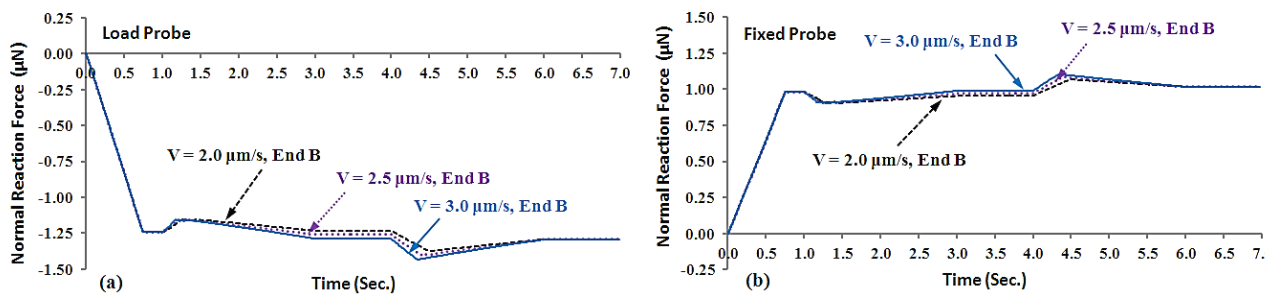 Load Probe
Normal Reaction Force (µN)
0.25
0.00
-0.25
-0.50
-0.75
-1.00
-1.25
-1.50
0.0 0.5 1.0 1.5 2.0 2.5 3.0 3.5 4.0 4.5 5.0 5.5 6.0 6.5 7.0
V = 2.0 µm/s, End B
V = 2.5 µm/s, End B
V = 3.0 µm/s, End B
(a)
Time (Sec.)
Fixed Probe
Normal Reaction Force (µN)
1.50
1.25
1.00
0.75
0.50
0.25
0.00
-0.25
V = 3.0 µm/s, End B
V = 2.5 µm/s, End B
V = 2.0 µm/s, End B
0.0 0.5 1.0 1.5 2.0 2.5 3.0 3.5 4.0 4.5 5.0 5.5 6.0 6.5 7.
(b)
Time (Sec.)